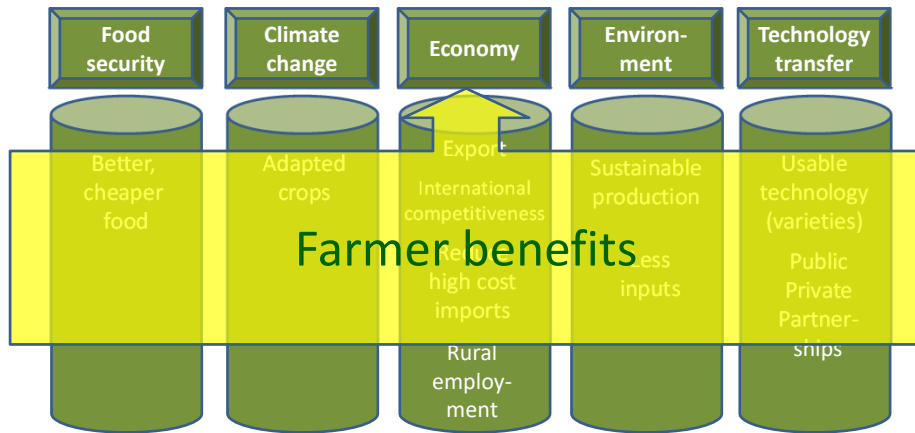 Food
security
Climate
change
Economy
Environ-
ment
Technology
transfer
Better,
cheaper
food
Adapted
crops
Export
International
competitiveness
Reduce
high cost
imports
Rural
employ-
ment
Sustainable
production
Less
inputs
Usable
technology
(varieties)
Public
Private
Partner-
ships
Farmer benefits